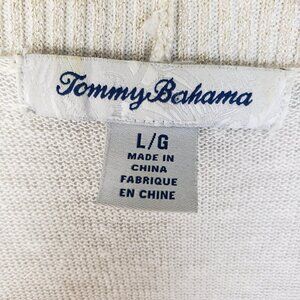 Tommy Bahama
L/G
MADE IN
CHINA
FABRIQUE
EN CHINE